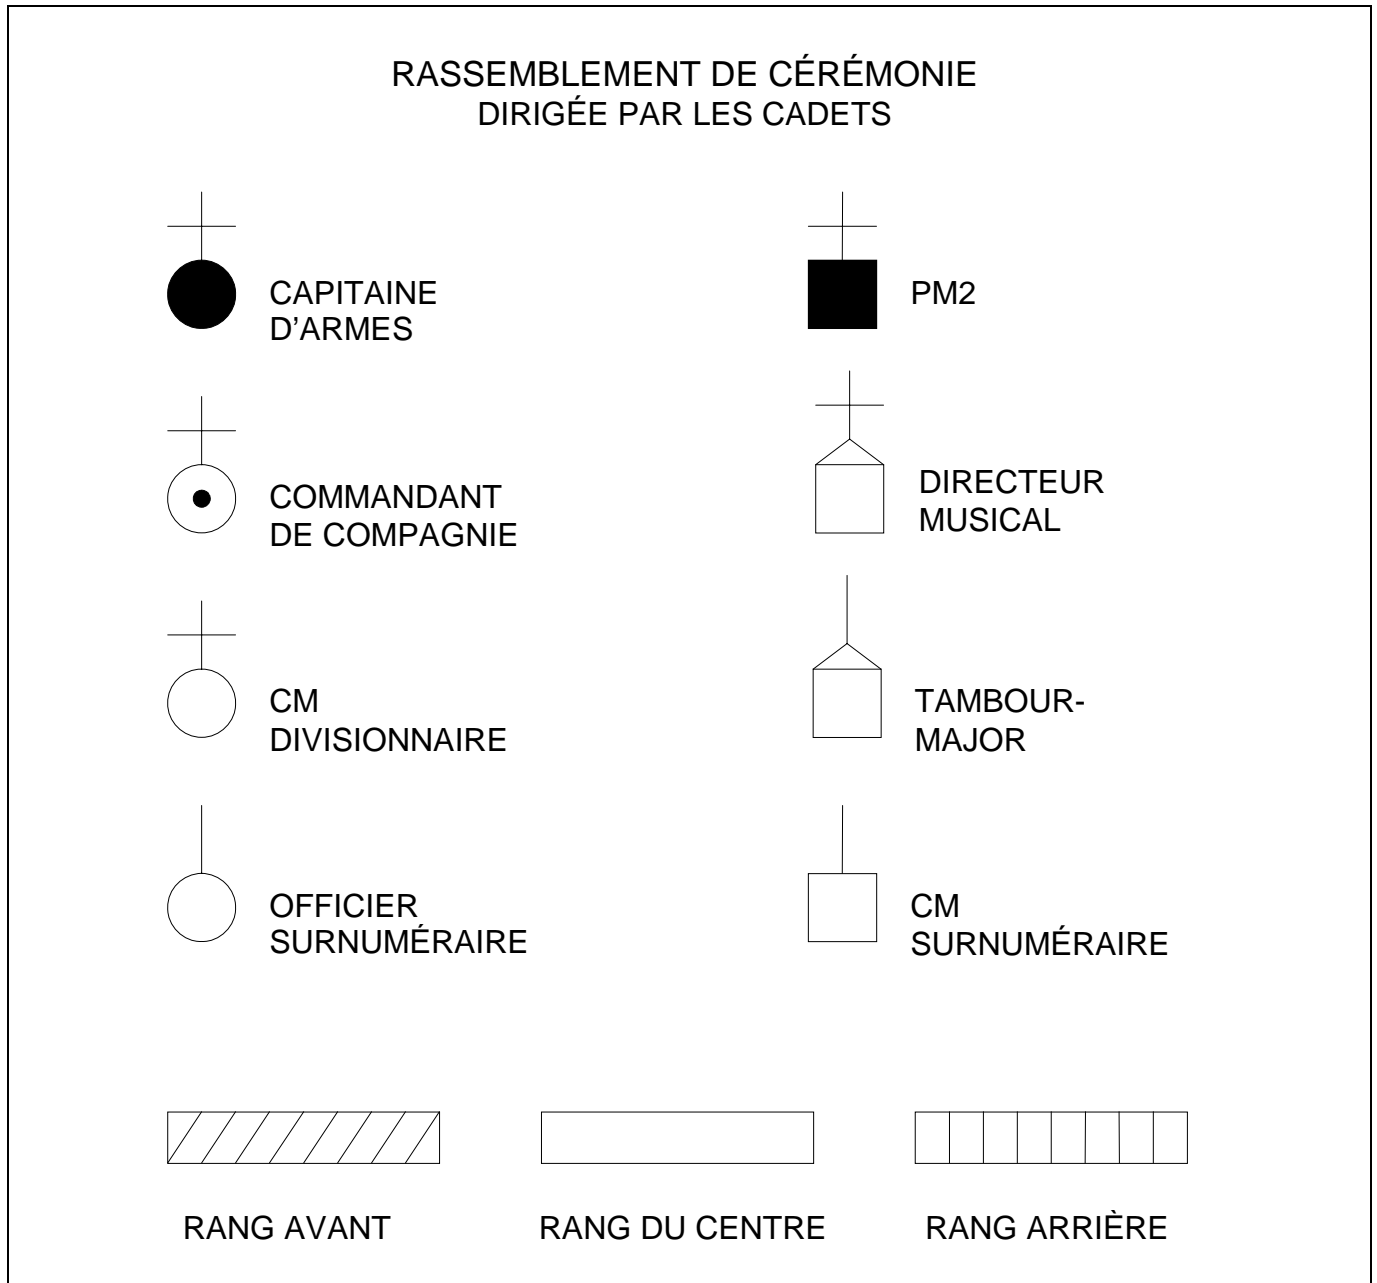 RASSEMBLEMENT DE CÉRÉMONIE
DIRIGÉE PAR LES CADETS
CAPITAINE
D'ARMES
PM2
COMMANDANT
DE COMPAGNIE
DIRECTEUR
MUSICAL
CM
DIVISIONNAIRE
TAMBOUR-
MAJOR
OFFICIER
SURNUMÉRAIRE
CM
SURNUMÉRAIRE
RANG AVANT
RANG DU CENTRE
RANG ARRIÈRE